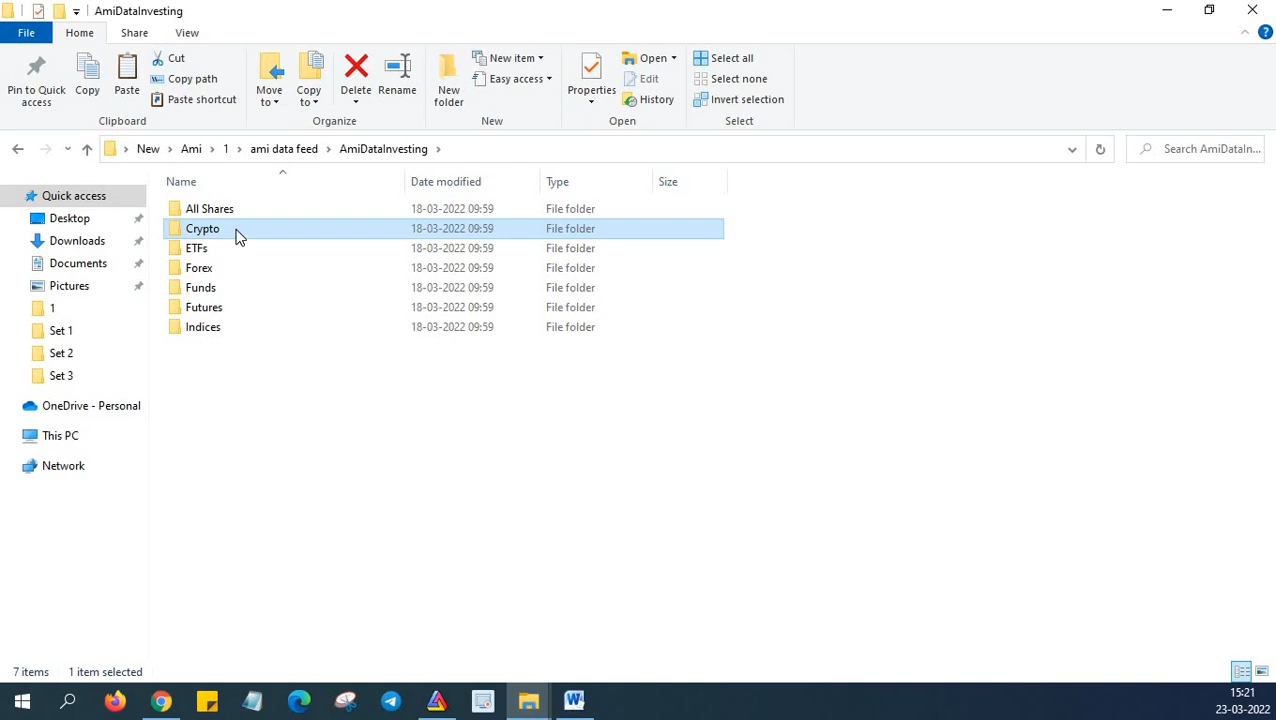 AmiDataInvesting
File Home Share View
Pin to Quick access
Copy
Paste
Cut
Copy path
Paste shortcut
Clipboard
Move to
Copy to
Delete
Rename
Organize
New folder
New item
Easy access
New
Properties
Open
Edit
History
Open
Select all
Select none
Invert selection
Select
New Ami 1 ami data feed AmiDataInvesting
Search AmiDataIn...
Name Date modified Type Size
All Shares 18-03-2022 09:59 File folder
Crypto 18-03-2022 09:59 File folder
ETFs 18-03-2022 09:59 File folder
Forex 18-03-2022 09:59 File folder
Funds 18-03-2022 09:59 File folder
Futures 18-03-2022 09:59 File folder
Indices 18-03-2022 09:59 File folder
Quick access
Desktop
Downloads
Documents
Pictures
1
Set 1
Set 2
Set 3
OneDrive - Personal
This PC
Network
7 items 1 item selected
15:21
23-03-2022